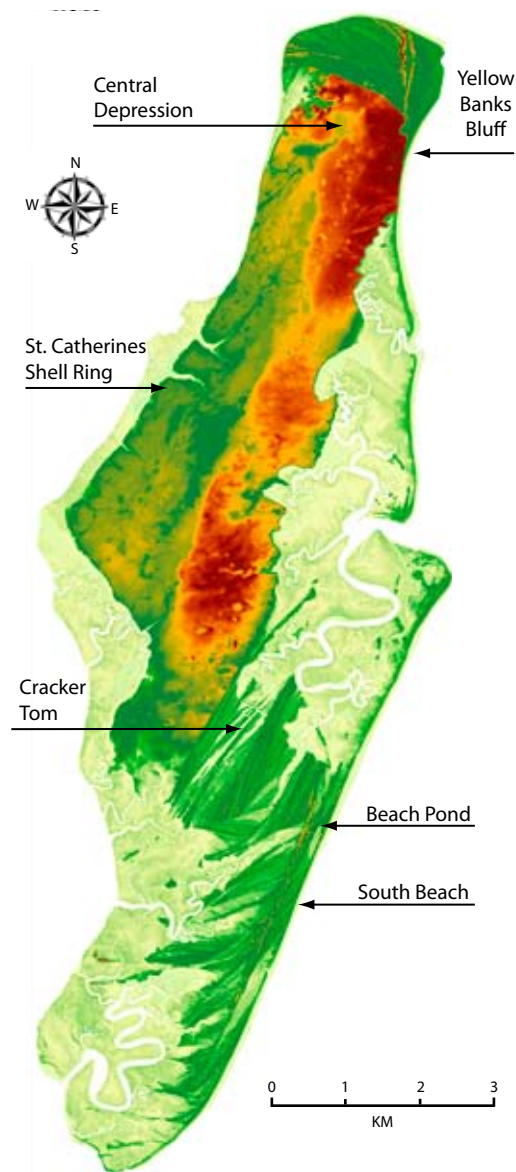 Central
Depression
Yellow
Banks
Bluff
N
W
E
S
St. Catherines
Shell Ring
Cracker
Tom
Beach Pond
South Beach
0 1 2 3
KM